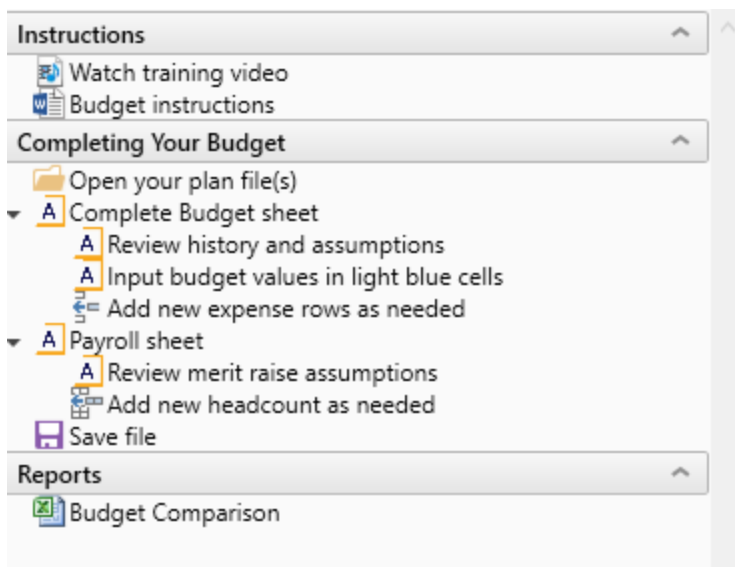 Instructions
Watch training video
Budget instructions
Completing Your Budget
Open your plan file(s)
A Complete Budget sheet
A Review history and assumptions
A Input budget values in light blue cells
Add new expense rows as needed
A Payroll sheet
A Review merit raise assumptions
Add new headcount as needed
Save file
Reports
Budget Comparison